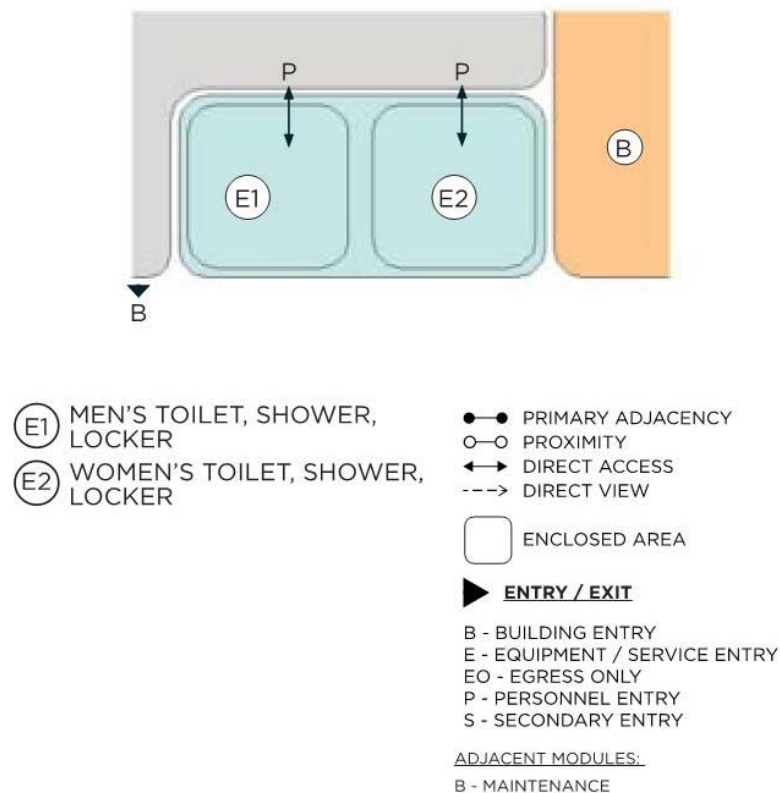 P P
B
E1 E2
B
E1 MEN'S TOILET, SHOWER,
LOCKER
E2 WOMEN'S TOILET, SHOWER,
LOCKER
PRIMARY ADJACENCY
PROXIMITY
DIRECT ACCESS
DIRECT VIEW
ENCLOSED AREA
ENTRY / EXIT
B - BUILDING ENTRY
E - EQUIPMENT / SERVICE ENTRY
EO - EGRESS ONLY
P - PERSONNEL ENTRY
S - SECONDARY ENTRY
ADJACENT MODULES:
B - MAINTENANCE